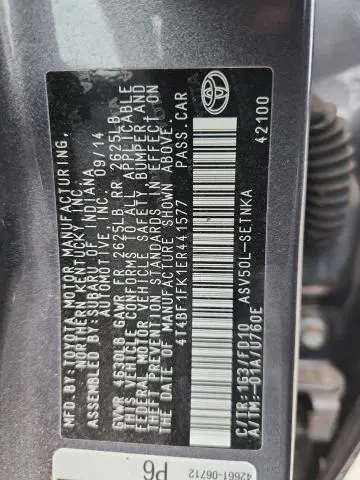 MFD. BY: TOYOTA MOTOR MANUFACTURING,
NORTHERN KENTUCKY, INC.
ASSEMBLED BY: SUBARU OF INDIANA
AUTOMOTIVE, INC. 09/14
GVWR 4630LB GAWR FR 2625LB RR 2625LB
THIS VEHICLE CONFORMS TO ALL APPLICABLE
FEDERAL MOTOR VEHICLE SAFETY, BUMPER, AND
THEFT PREVENTION STANDARDS IN EFFECT ON
THE DATE OF MANUFACTURE SHOWN ABOVE.
4T4BF1FK1ER441577 PASS.CAR
ASV50L-SETNKA
C/TR: 1G3/FD10
A/TM:-01A/U760E
42100
42661-06712
P6